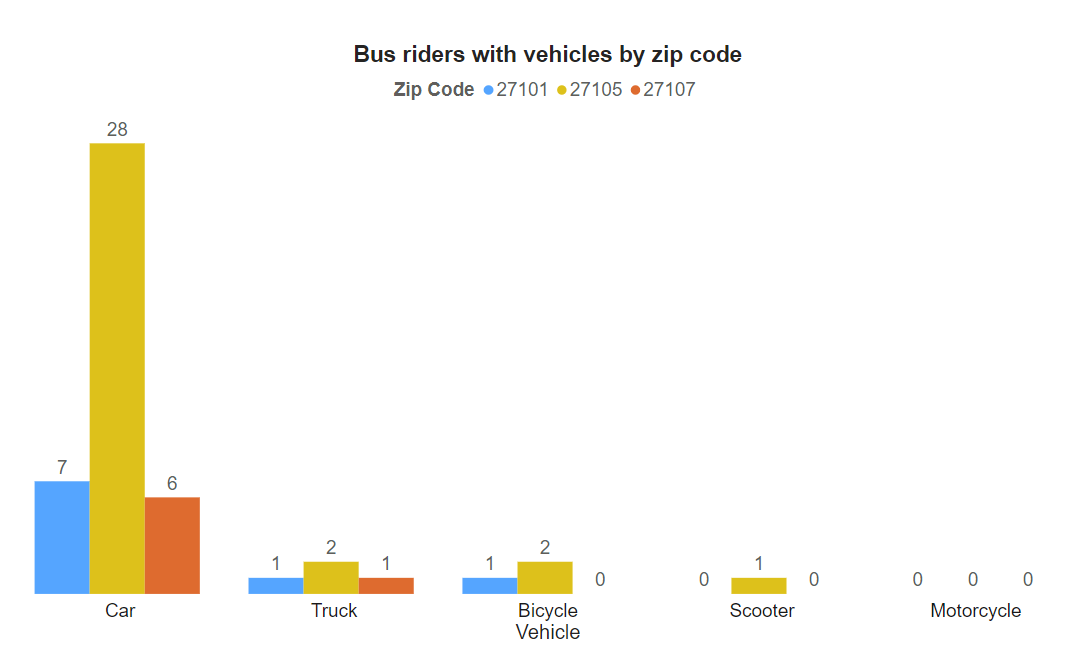 Bus riders with vehicles by zip code
Zip Code 27101 27105 27107
28
7
6
1 2 1
1 2 0
0 1 0
0 0 0
Car Truck Bicycle Scooter Motorcycle
Vehicle